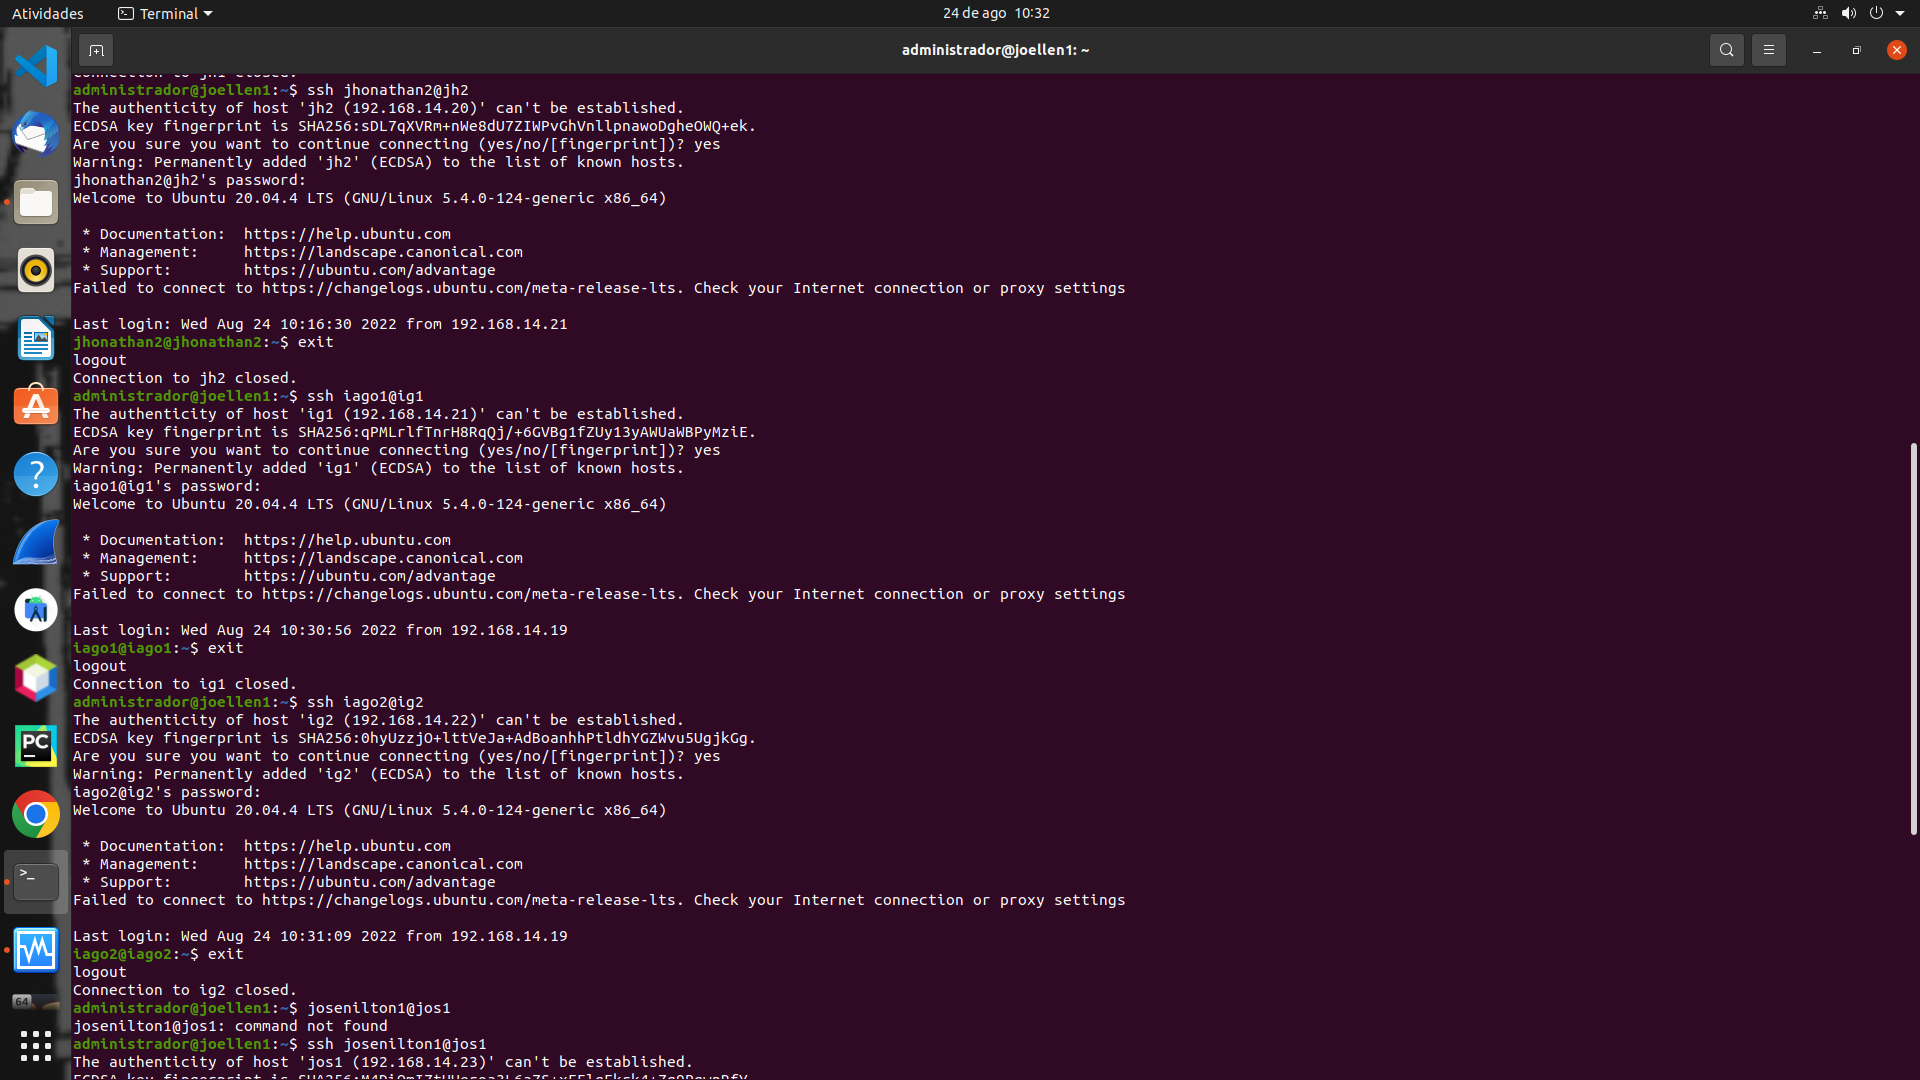 Atividades
Terminal
24 de ago 10:32
administrador@joellen1: ~
Connection to jh1 closed.
administrador@joellen1:~$ ssh jhonathan2@jh2
The authenticity of host 'jh2 (192.168.14.20)' can't be established.
ECDSA key fingerprint is SHA256:sDL7qXVRm+nWe8dU7ZIWPvGhVnllpnawoDgheOWQ+ek.
Are you sure you want to continue connecting (yes/no/[fingerprint])? yes
Warning: Permanently added 'jh2' (ECDSA) to the list of known hosts.
jhonathan2@jh2's password:
Welcome to Ubuntu 20.04.4 LTS (GNU/Linux 5.4.0-124-generic x86_64)
* Documentation: https://help.ubuntu.com
* Management: https://landscape.canonical.com
* Support: https://ubuntu.com/advantage
Failed to connect to https://changelogs.ubuntu.com/meta-release-lts. Check your Internet connection or proxy settings
Last login: Wed Aug 24 10:16:30 2022 from 192.168.14.21
jhonathan2@jhonathan2:~$ exit
logout
Connection to jh2 closed.
administrador@joellen1:~$ ssh iago1@ig1
The authenticity of host 'ig1 (192.168.14.21)' can't be established.
ECDSA key fingerprint is SHA256:qPMLrlfTnrH8RqQj/+6GVBg1fZUy13yAWUaWBPyMziE.
Are you sure you want to continue connecting (yes/no/[fingerprint])? yes
Warning: Permanently added 'ig1' (ECDSA) to the list of known hosts.
iago1@ig1's password:
Welcome to Ubuntu 20.04.4 LTS (GNU/Linux 5.4.0-124-generic x86_64)
* Documentation: https://help.ubuntu.com
* Management: https://landscape.canonical.com
* Support: https://ubuntu.com/advantage
Failed to connect to https://changelogs.ubuntu.com/meta-release-lts. Check your Internet connection or proxy settings
Last login: Wed Aug 24 10:30:56 2022 from 192.168.14.19
iago1@iago1:~$ exit
logout
Connection to ig1 closed.
administrador@joellen1:~$ ssh iago2@ig2
The authenticity of host 'ig2 (192.168.14.22)' can't be established.
ECDSA key fingerprint is SHA256:0hyUzzjO+lttVeJa+AdBoanhhPtldhYGZWvu5UgjkGg.
Are you sure you want to continue connecting (yes/no/[fingerprint])? yes
Warning: Permanently added 'ig2' (ECDSA) to the list of known hosts.
iago2@ig2's password:
Welcome to Ubuntu 20.04.4 LTS (GNU/Linux 5.4.0-124-generic x86_64)
* Documentation: https://help.ubuntu.com
* Management: https://landscape.canonical.com
* Support: https://ubuntu.com/advantage
Failed to connect to https://changelogs.ubuntu.com/meta-release-lts. Check your Internet connection or proxy settings
Last login: Wed Aug 24 10:31:09 2022 from 192.168.14.19
iago2@iago2:~$ exit
logout
Connection to ig2 closed.
administrador@joellen1:~$ josenilton1@jos1
josenilton1@jos1: command not found
administrador@joellen1:~$ ssh josenilton1@jos1
The authenticity of host 'jos1 (192.168.14.23)' can't be established.
ECDSA key fingerprint is
PC
64